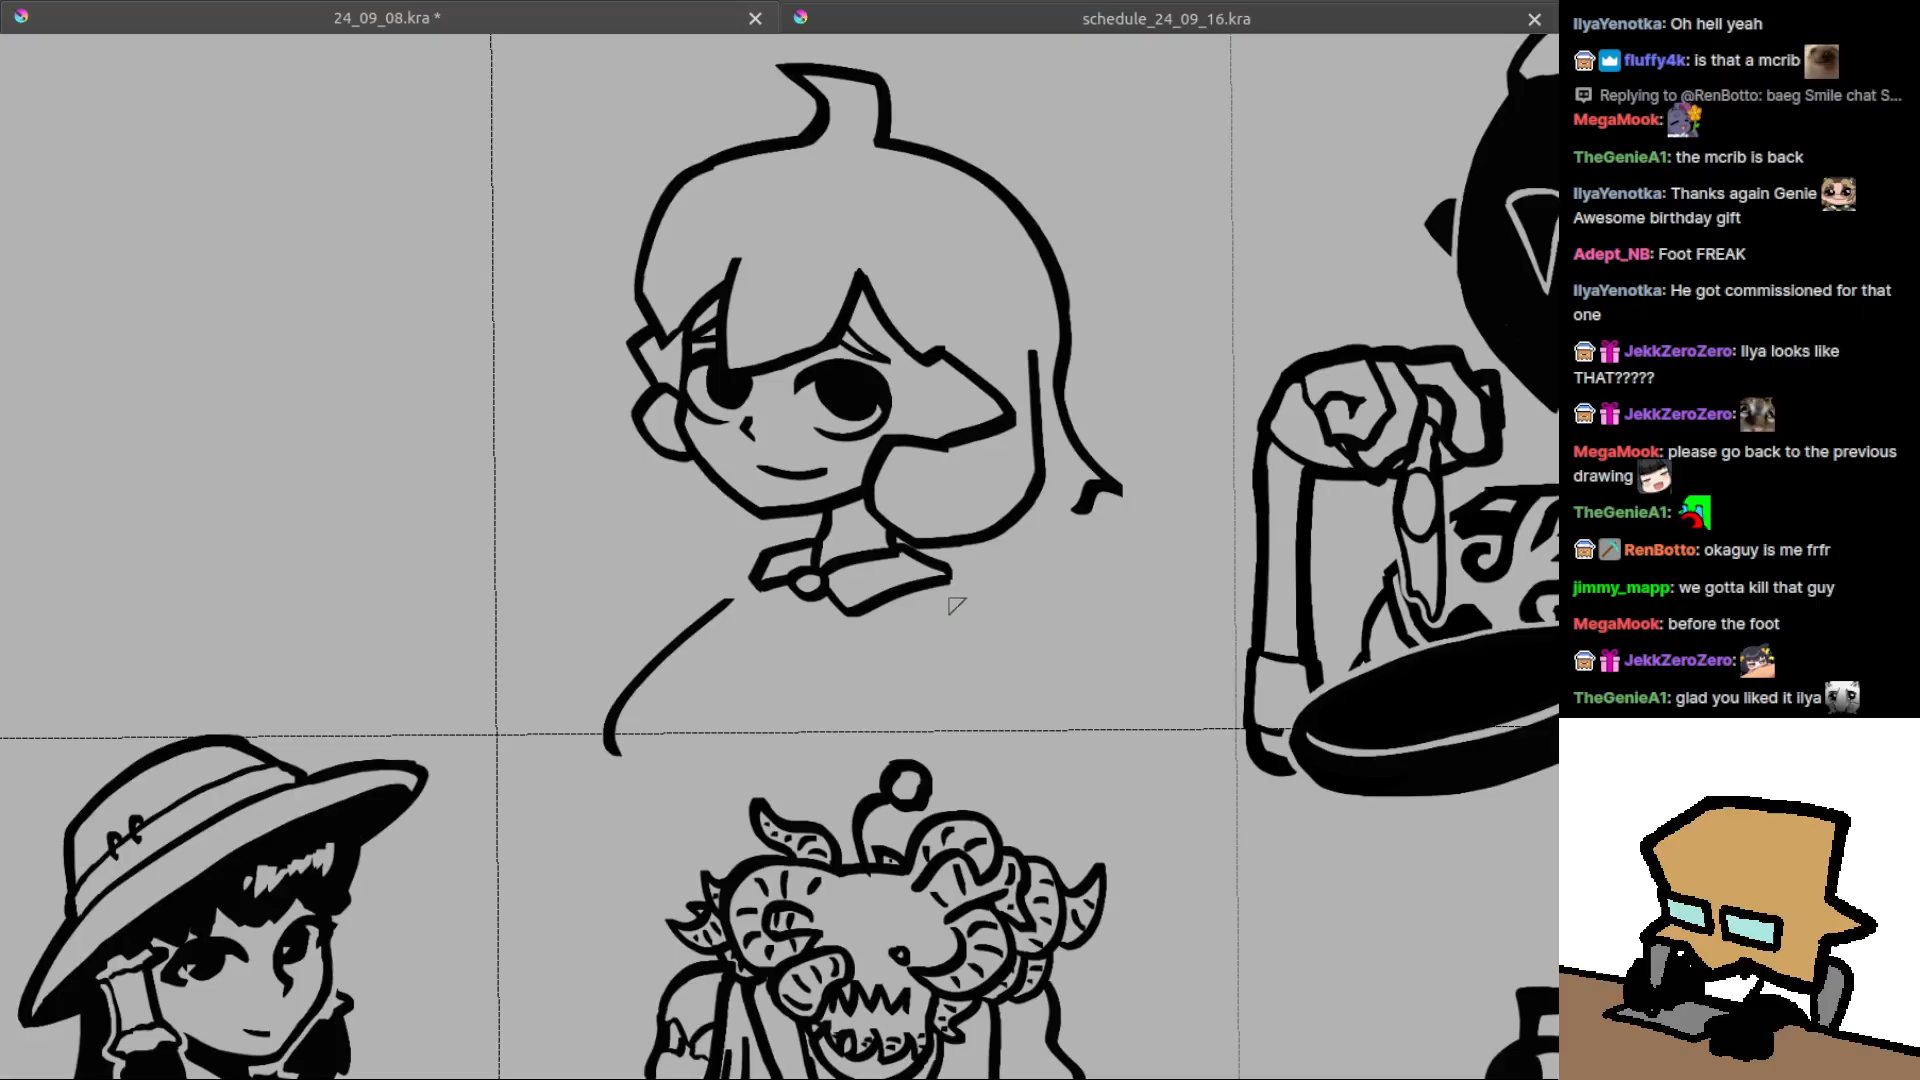 24_09_08.kra *
schedule_24_09_16.kra
IlyaYenotka: Oh hell yeah
fluffy4k: is that a mcrib
Replying to @RenBotto: baeg Smile chat S...
MegaMook:
TheGenieA1: the mcrib is back
IlyaYenotka: Thanks again Genie
Awesome birthday gift
Adept_NB: Foot FREAK
IlyaYenotka: He got commissioned for that
one
JekkZeroZero: Ilya looks like
THAT?????
JekkZeroZero:
MegaMook: please go back to the previous
drawing
TheGenieA1:
RenBotto: okaguy is me frfr
jimmy_mapp: we gotta kill that guy
MegaMook: before the foot
JekkZeroZero:
TheGenieA1: glad you liked it ilya